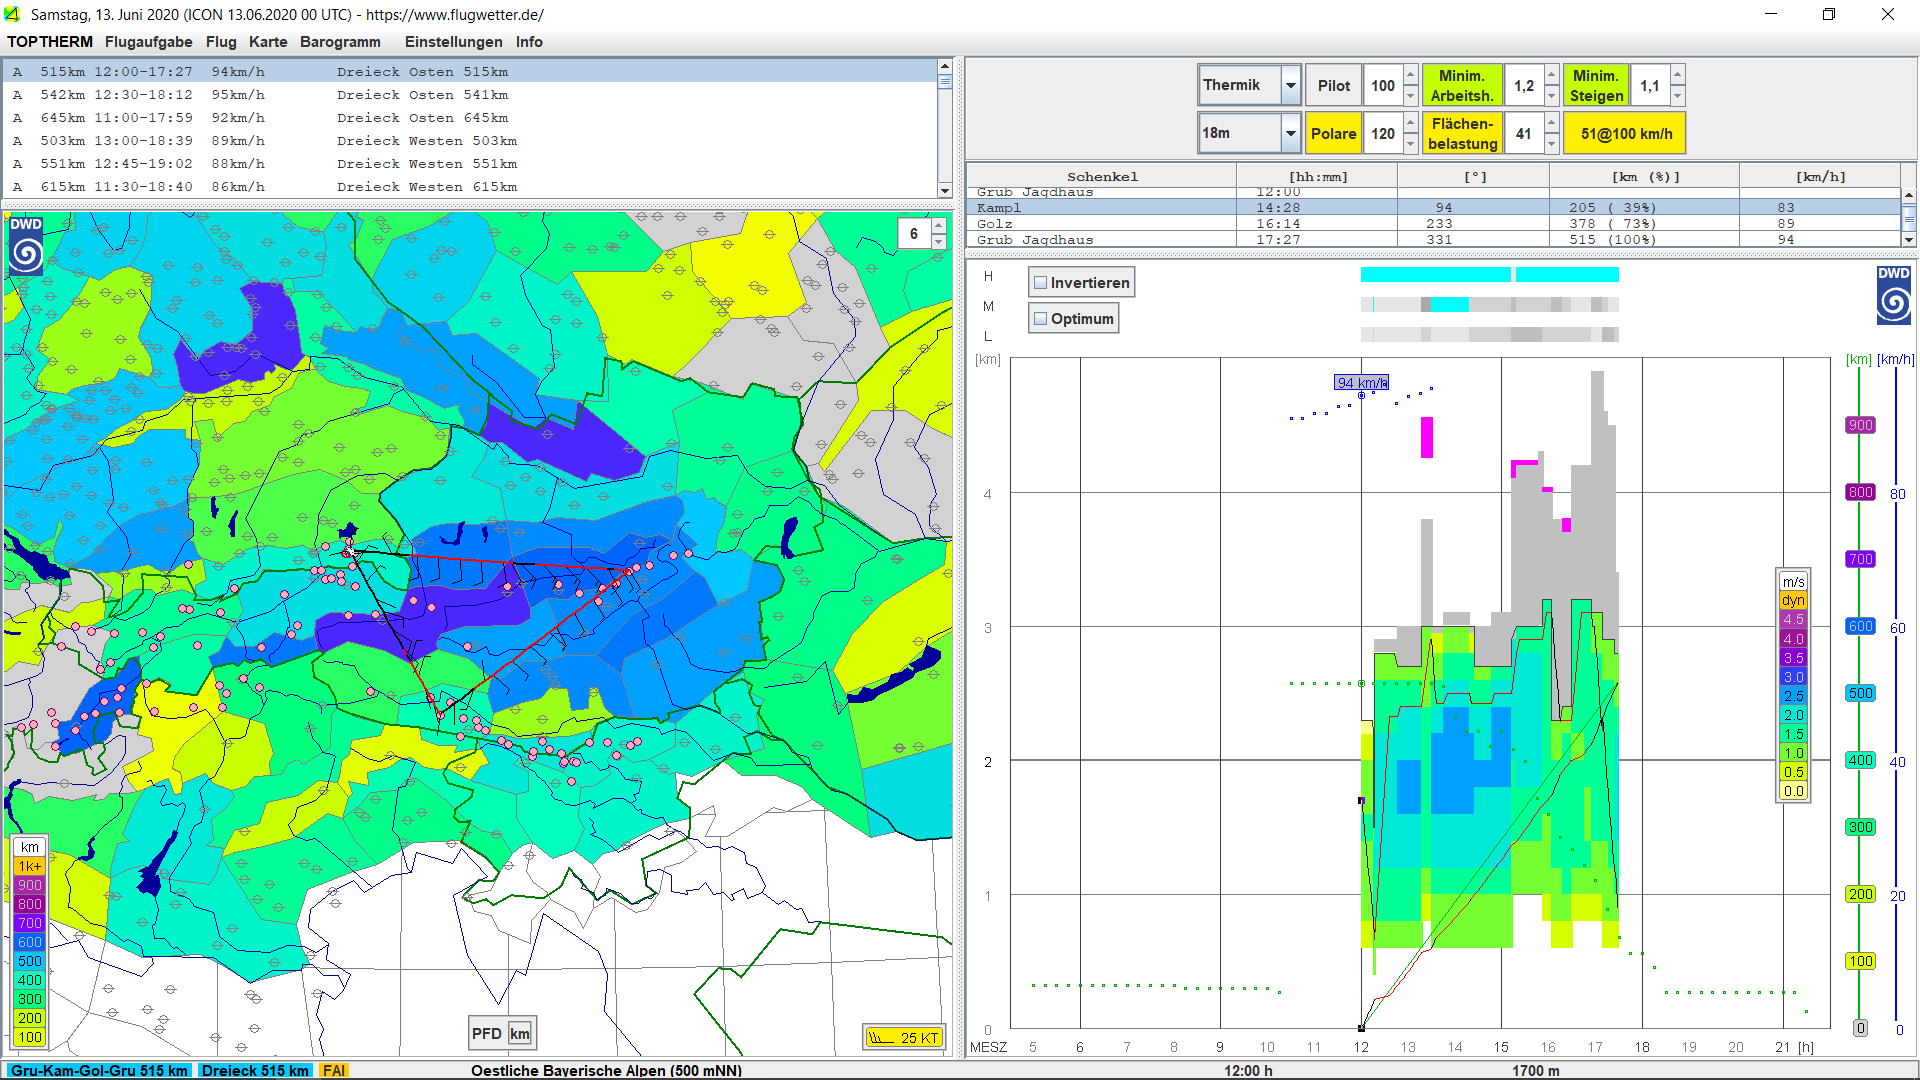 Samstag, 13. Juni 2020 (ICON 13.06.2020 00 UTC) - https://www.flugwetter.de/
TOPTHERM Flugaufgabe Flug Karte Barogramm Einstellungen Info
A 515km 12:00-17:27 94km/h Dreieck Osten 515km
A 542km 12:30-18:12 95km/h Dreieck Osten 541km
A 645km 11:00-17:59 92km/h Dreieck Osten 645km
A 503km 13:00-18:39 89km/h Dreieck Westen 503km
A 551km 12:45-19:02 88km/h Dreieck Westen 551km
A 615km 11:30-18:40 86km/h Dreieck Westen 615km
Thermik Pilot 100 Minim. Arbeitsh. 1,2 Minim. Steigen 1,1
18m Polare 120 Flächen-belastung 41 51@100 km/h
Schenkel [hh:mm] [°] [km (%)] [km/h]
Grub Jagdhaus 12:00
Kampl 14:28 94 205 ( 39%) 83
Golz 16:14 233 378 ( 73%) 89
Grub Jagdhaus 17:27 331 515 (100%) 94
DWD
6
km
1k+
900
800
700
600
500
400
300
200
100
PFD km
25 KT
H
M
L
Invertieren
Optimum
DWD
[km]
[km] [km/h]
94 km/h
4
3
2
1
0
900
800
700
600
500
400
300
200
100
0
80
60
40
20
0
m/s
dyn
4.5
4.0
3.5
3.0
2.5
2.0
1.5
1.0
0.5
0.0
MESZ 5 6 7 8 9 10 11 12 13 14 15 16 17 18 19 20 21 [h]
Gru-Kam-Gol-Gru 515 km Dreieck 515 km FAI Oestliche Bayerische Alpen (500 mNN) 12:00 h 1700 m